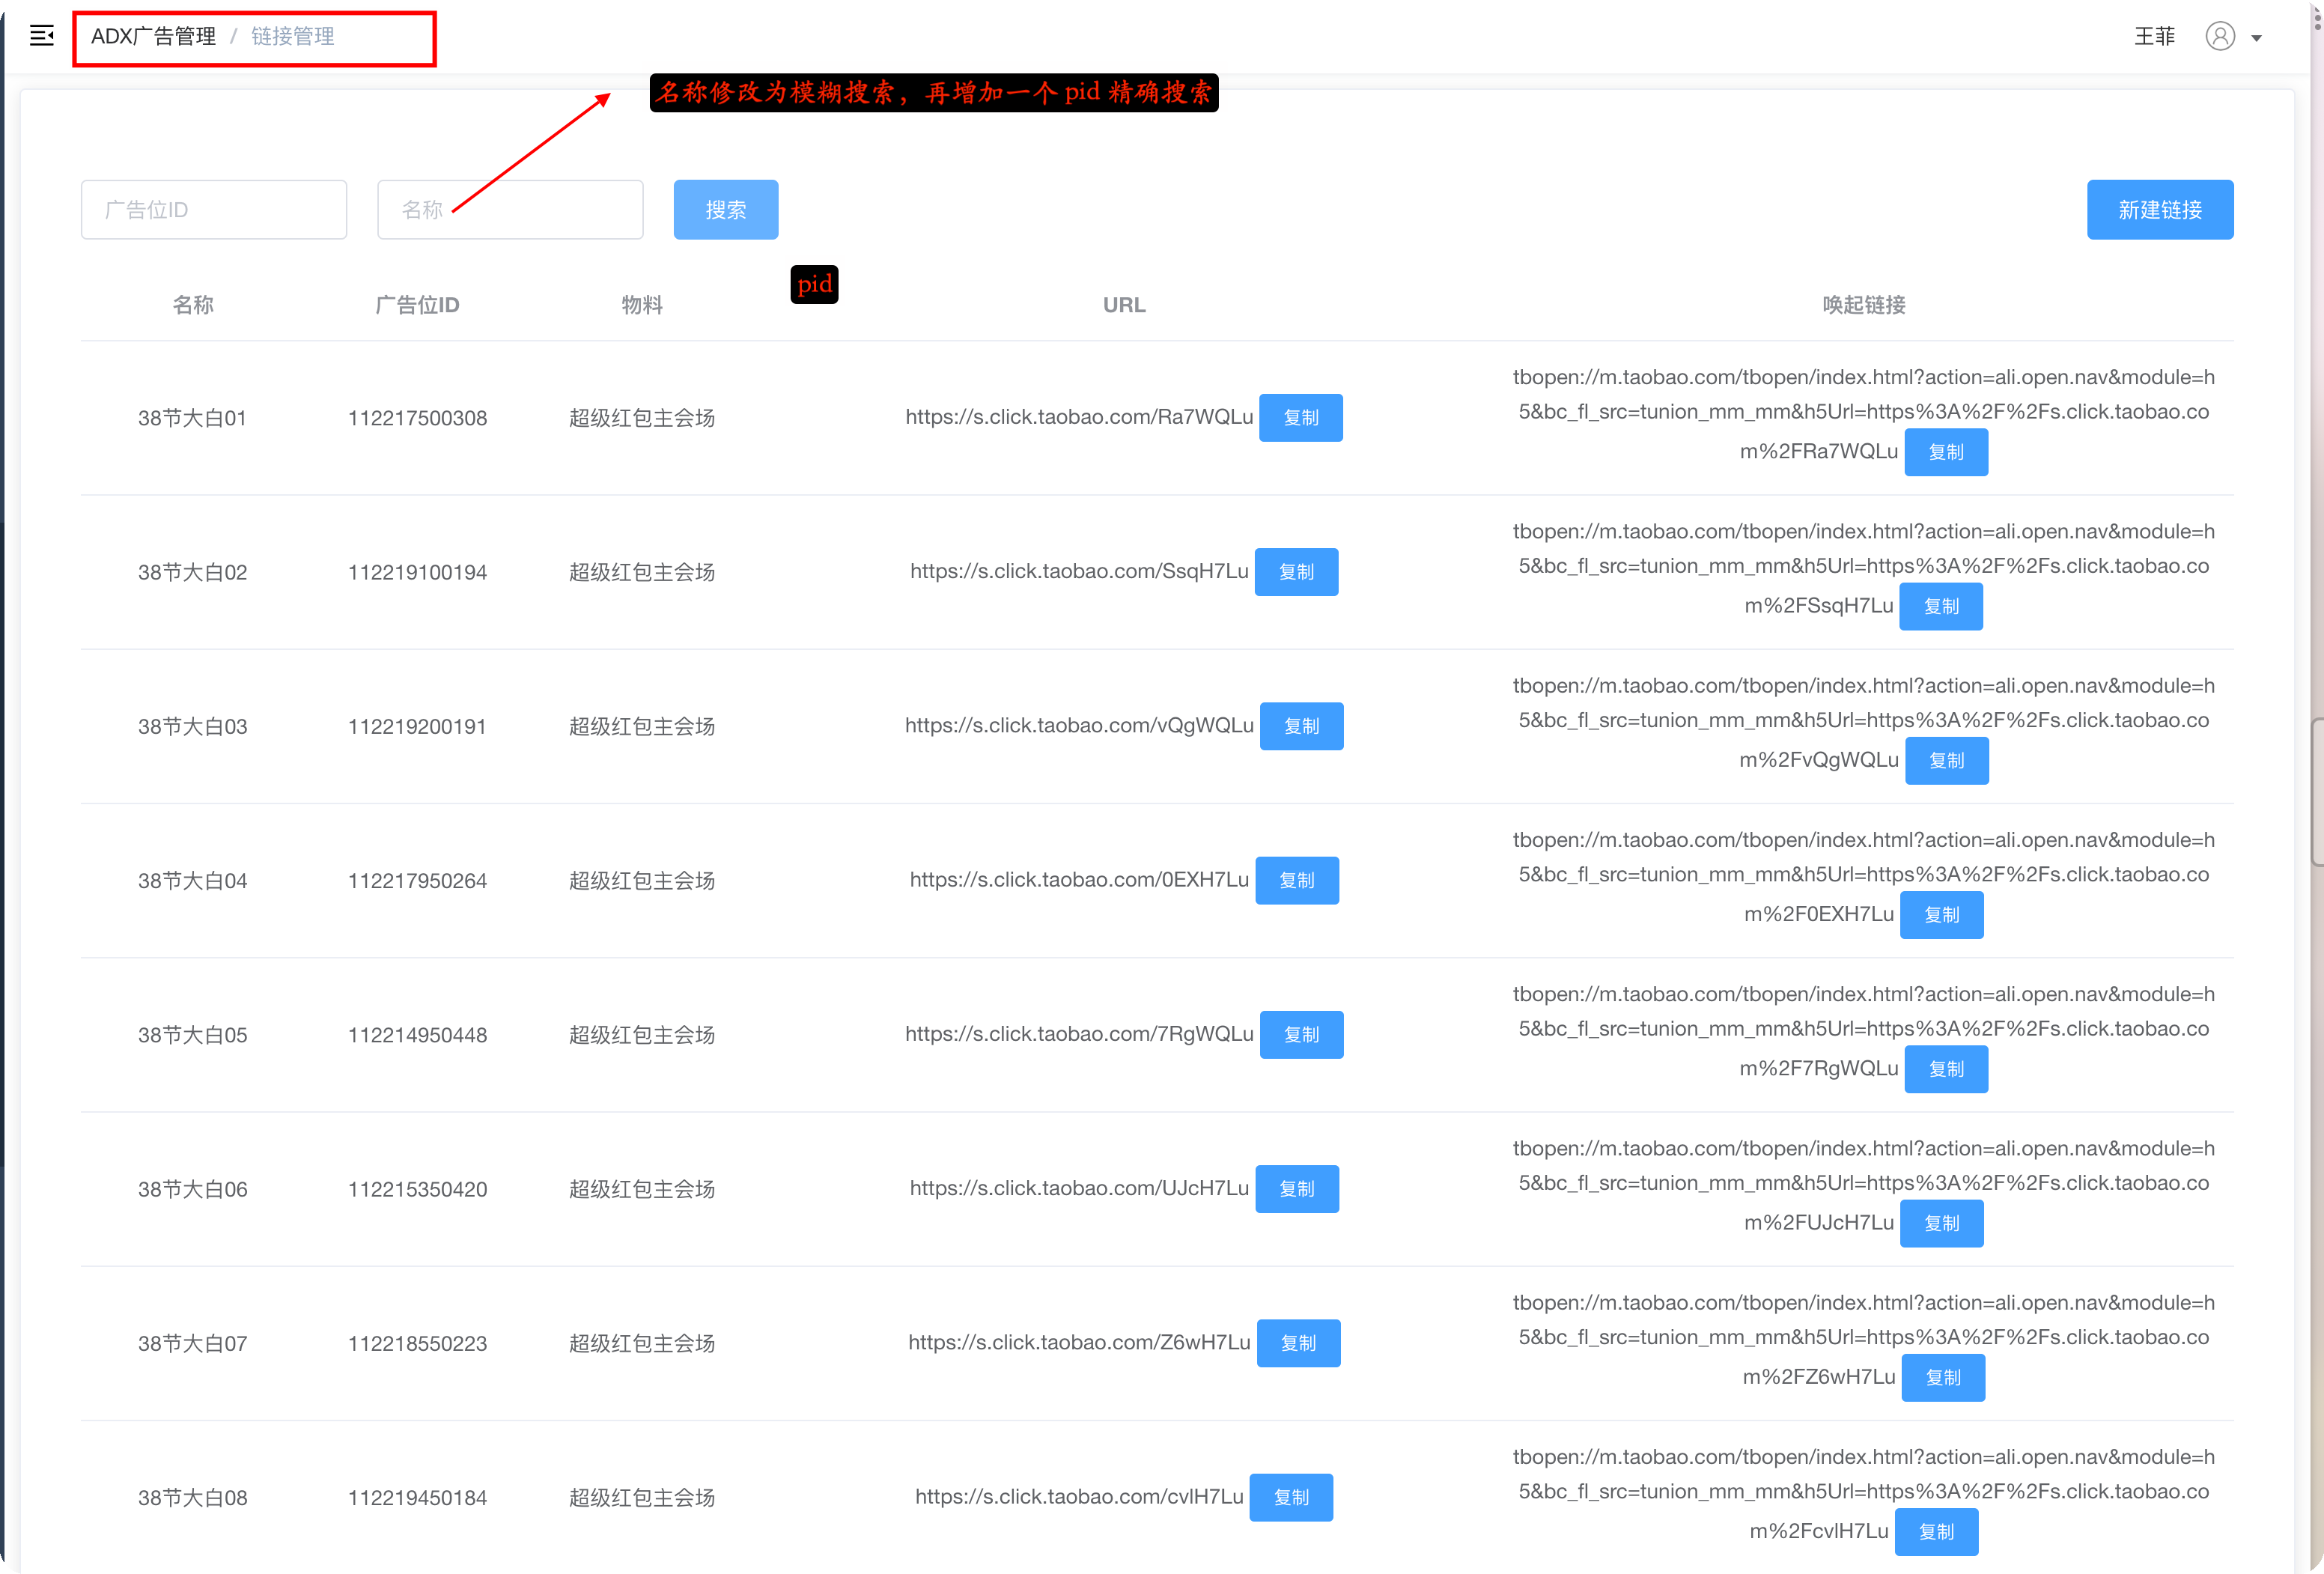 ADX广告管理 / 链接管理
王菲
名称修改为模糊搜索，再增加一个 pid 精确搜索
广告位ID
名称
搜索
新建链接
pid
名称 广告位ID 物料 URL 唤起链接
38节大白01 112217500308 超级红包主会场 https://s.click.taobao.com/Ra7WQLu 复制
tbopen://m.taobao.com/tbopen/index.html?action=ali.open.nav&module=h
5&bc_fl_src=tunion_mm_mm&h5Url=https%3A%2F%2Fs.click.taobao.co
m%2FRa7WQLu 复制
38节大白02 112219100194 超级红包主会场 https://s.click.taobao.com/SsqH7Lu 复制
tbopen://m.taobao.com/tbopen/index.html?action=ali.open.nav&module=h
5&bc_fl_src=tunion_mm_mm&h5Url=https%3A%2F%2Fs.click.taobao.co
m%2FSsqH7Lu 复制
38节大白03 112219200191 超级红包主会场 https://s.click.taobao.com/vQgWQLu 复制
tbopen://m.taobao.com/tbopen/index.html?action=ali.open.nav&module=h
5&bc_fl_src=tunion_mm_mm&h5Url=https%3A%2F%2Fs.click.taobao.co
m%2FvQgWQLu 复制
38节大白04 112217950264 超级红包主会场 https://s.click.taobao.com/0EXH7Lu 复制
tbopen://m.taobao.com/tbopen/index.html?action=ali.open.nav&module=h
5&bc_fl_src=tunion_mm_mm&h5Url=https%3A%2F%2Fs.click.taobao.co
m%2F0EXH7Lu 复制
38节大白05 112214950448 超级红包主会场 https://s.click.taobao.com/7RgWQLu 复制
tbopen://m.taobao.com/tbopen/index.html?action=ali.open.nav&module=h
5&bc_fl_src=tunion_mm_mm&h5Url=https%3A%2F%2Fs.click.taobao.co
m%2F7RgWQLu 复制
38节大白06 112215350420 超级红包主会场 https://s.click.taobao.com/UJcH7Lu 复制
tbopen://m.taobao.com/tbopen/index.html?action=ali.open.nav&module=h
5&bc_fl_src=tunion_mm_mm&h5Url=https%3A%2F%2Fs.click.taobao.co
m%2FUJcH7Lu 复制
38节大白07 112218550223 超级红包主会场 https://s.click.taobao.com/Z6wH7Lu 复制
tbopen://m.taobao.com/tbopen/index.html?action=ali.open.nav&module=h
5&bc_fl_src=tunion_mm_mm&h5Url=https%3A%2F%2Fs.click.taobao.co
m%2FZ6wH7Lu 复制
38节大白08 112219450184 超级红包主会场 https://s.click.taobao.com/cvlH7Lu 复制
tbopen://m.taobao.com/tbopen/index.html?action=ali.open.nav&module=h
5&bc_fl_src=tunion_mm_mm&h5Url=https%3A%2F%2Fs.click.taobao.co
m%2FcvlH7Lu 复制